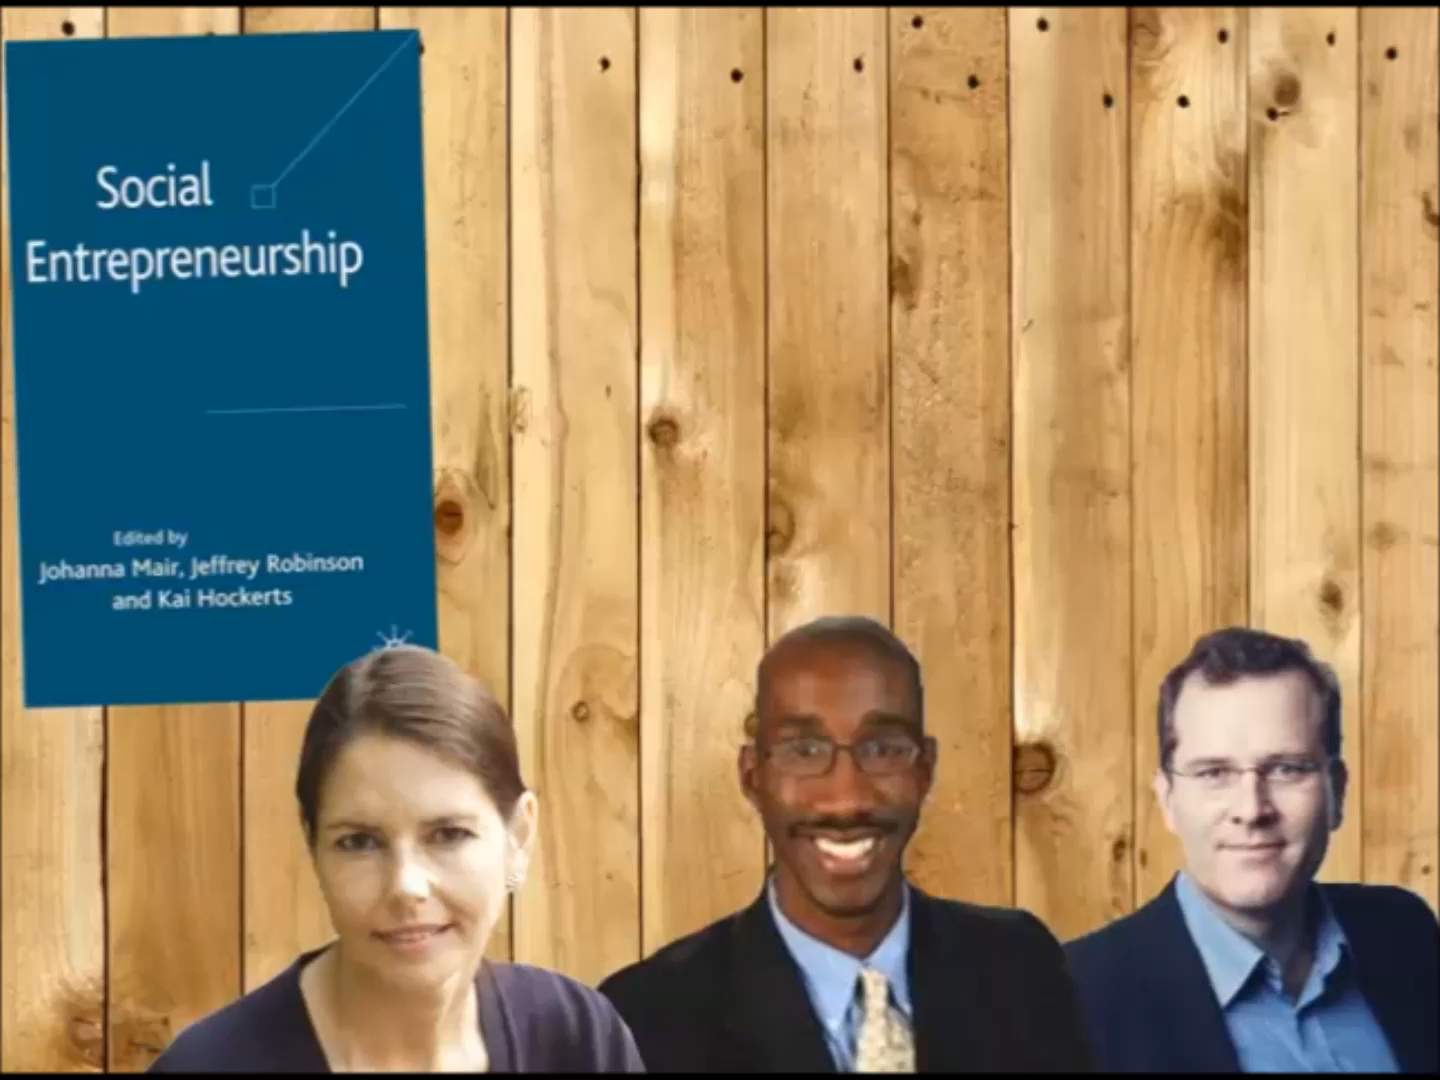 Social
Entrepreneurship
Edited by
Johanna Mair, Jeffrey Robinson
and Kai Hockerts